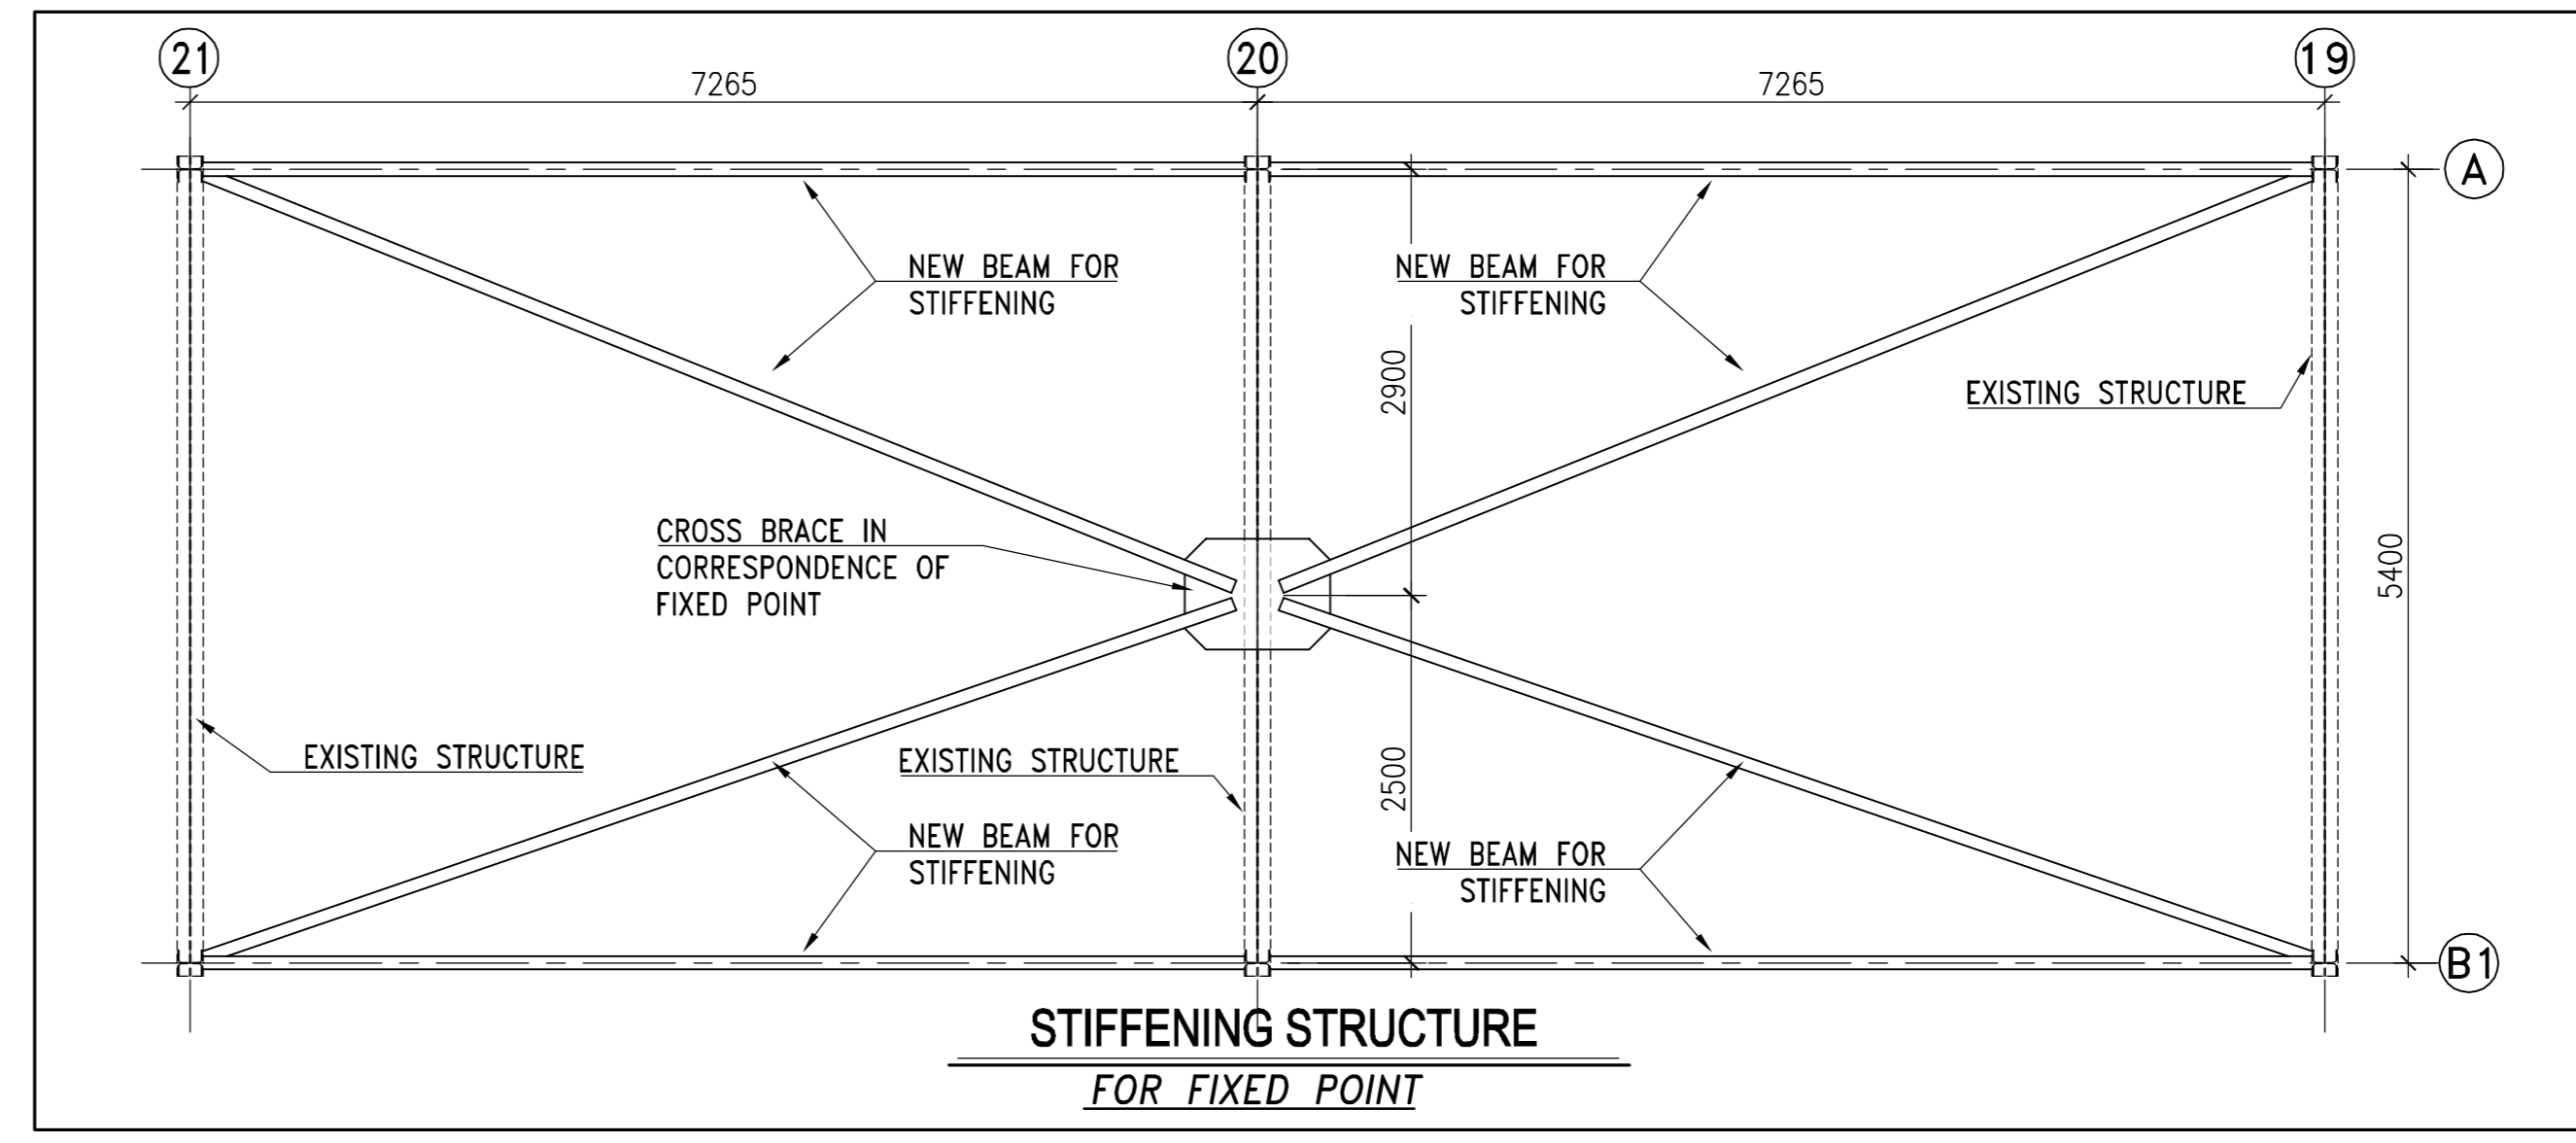 21
20
19
7265
7265
A
NEW BEAM FOR
STIFFENING
NEW BEAM FOR
STIFFENING
2900
EXISTING STRUCTURE
CROSS BRACE IN
CORRESPONDENCE OF
FIXED POINT
5400
EXISTING STRUCTURE
EXISTING STRUCTURE
2500
NEW BEAM FOR
STIFFENING
NEW BEAM FOR
STIFFENING
B1
STIFFENING STRUCTURE
FOR FIXED POINT